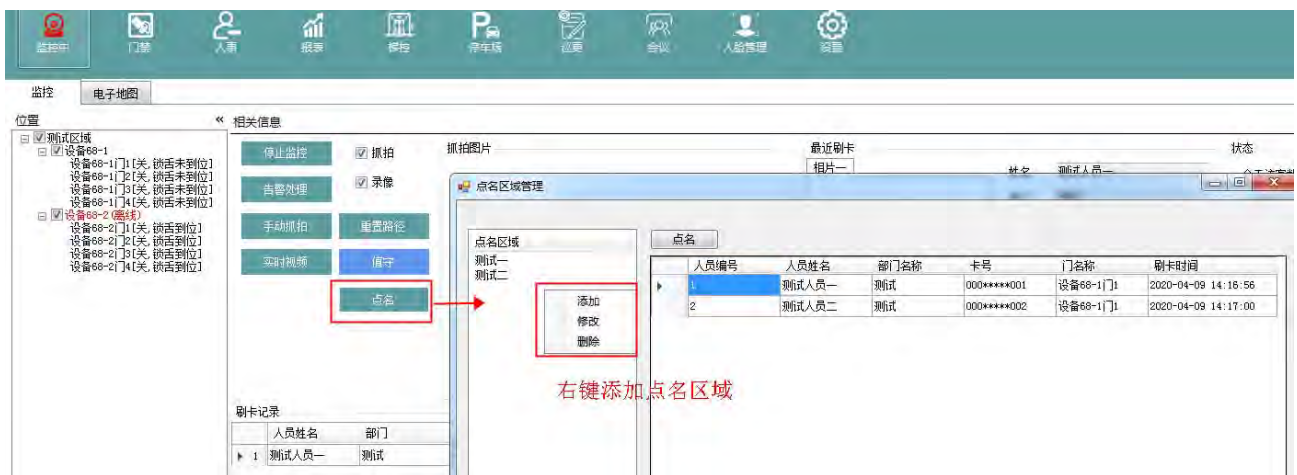 监控中 门禁 人事 报表 梯控 停车场 巡更 会议 人脸管理 设置
监控 电子地图
位置 « 相关信息
测试区域
设备68-1
设备68-1门1[关,锁舌未到位]
设备68-1门2[关,锁舌未到位]
设备68-1门3[关,锁舌未到位]
设备68-1门4[关,锁舌未到位]
设备68-2(离线)
设备68-2门1[关,锁舌到位]
设备68-2门2[关,锁舌到位]
设备68-2门3[关,锁舌到位]
设备68-2门4[关,锁舌到位]
停止监控 抓拍
告警处理 录像
手动抓拍 重置路径
实时视频 值守
点名
抓拍图片 最近刷卡 状态
相片一 姓名 测试人员一
点名区域管理
点名区域
测试一
测试二
添加
修改
删除
右键添加点名区域
点名
人员编号 人员姓名 部门名称 卡号 门名称 刷卡时间
1 测试人员一 测试 000*****001 设备68-1门1 2020-04-09 14:16:56
2 测试人员二 测试 000*****002 设备68-1门1 2020-04-09 14:17:00
刷卡记录
人员姓名 部门
1 测试人员一 测试